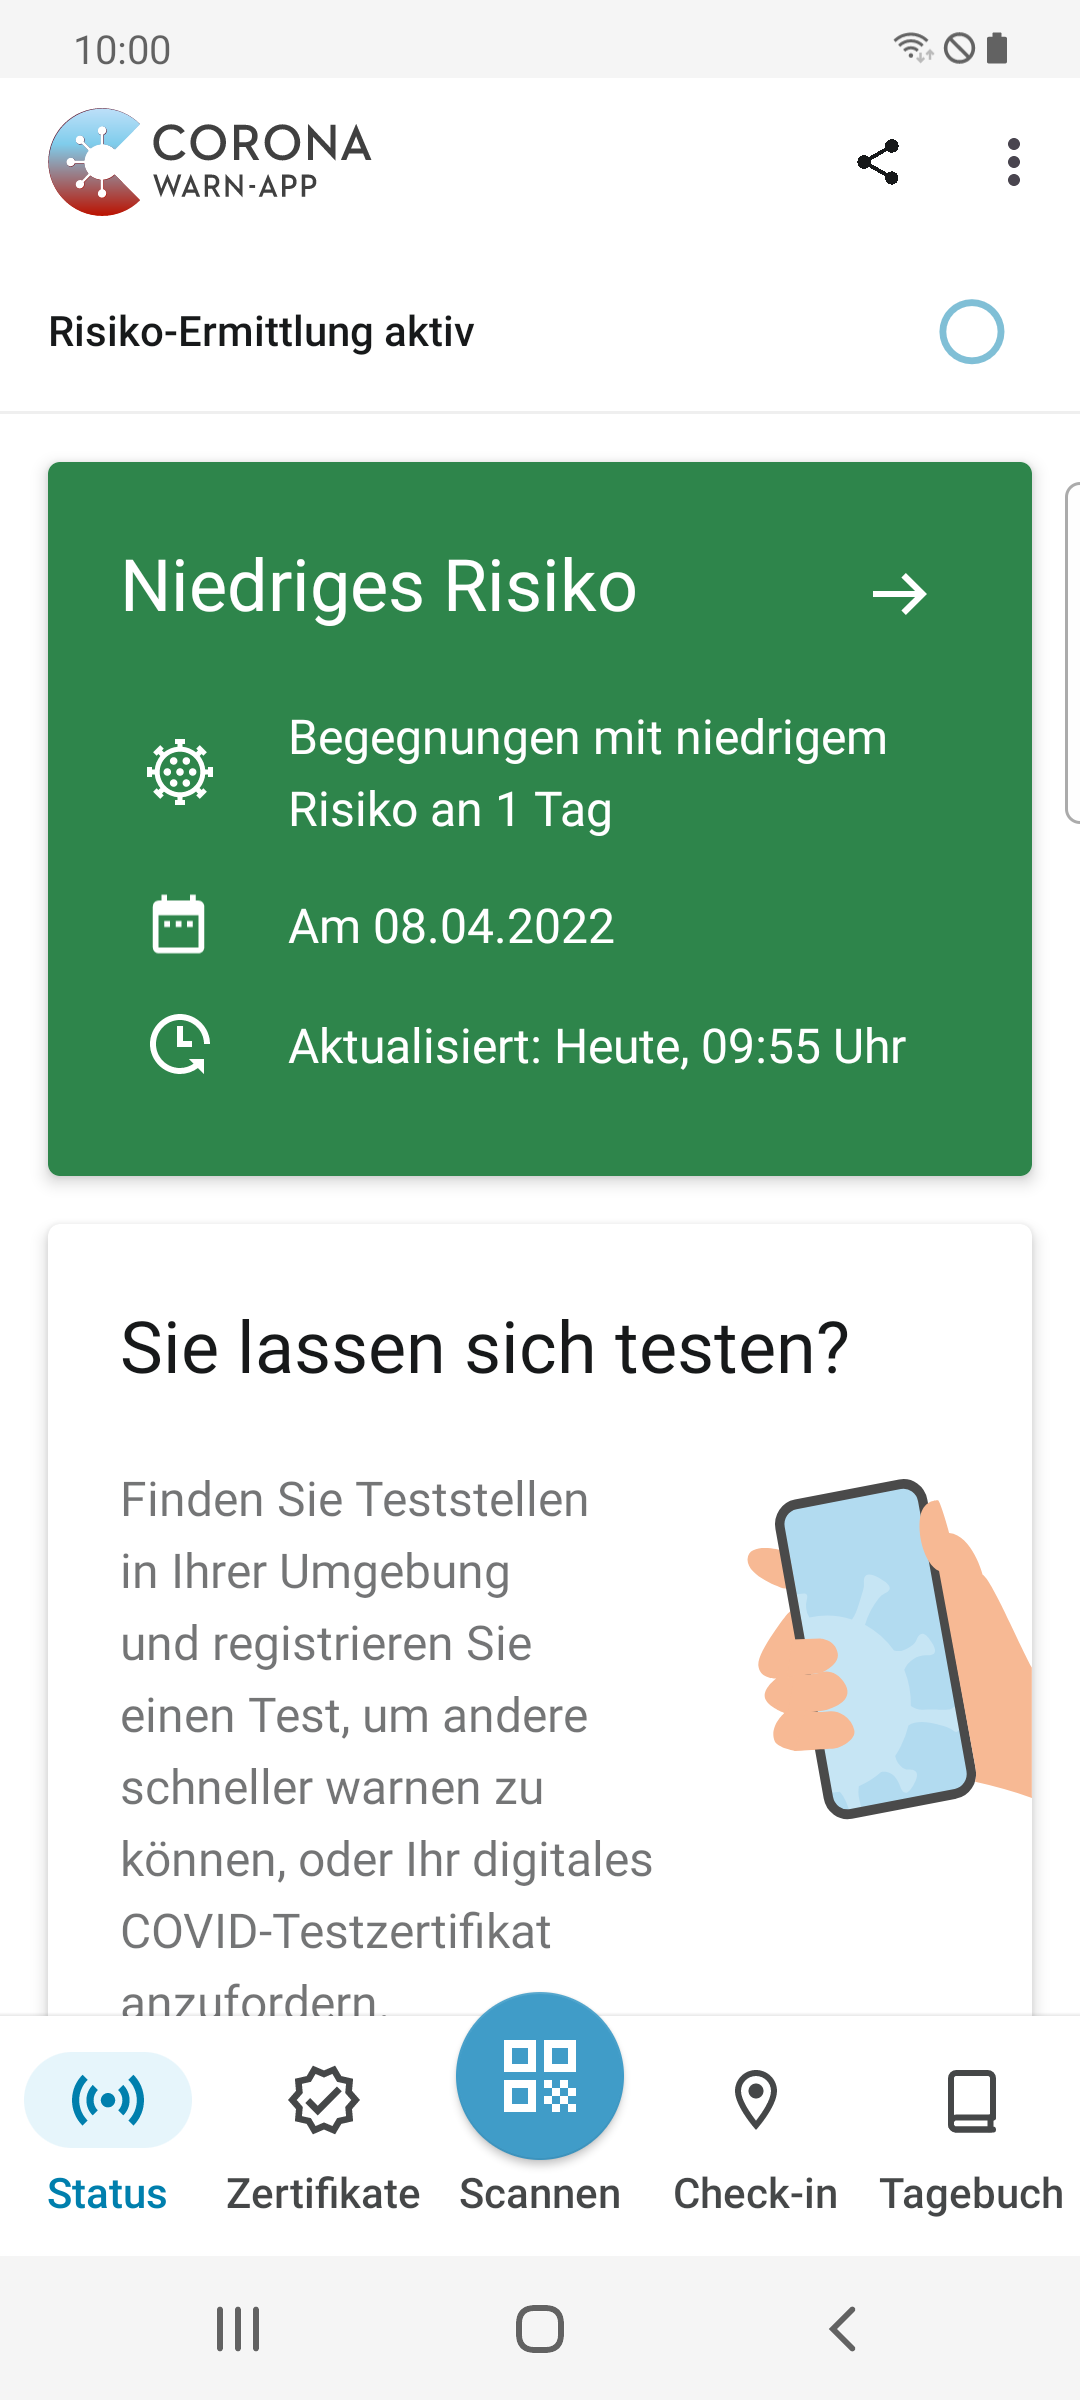 10:00
CORONA
WARN-APP
Risiko-Ermittlung aktiv
Niedriges Risiko
Begegnungen mit niedrigem
Risiko an 1 Tag
Am 08.04.2022
Aktualisiert: Heute, 09:55 Uhr
Sie lassen sich testen?
Finden Sie Teststellen
in Ihrer Umgebung
und registrieren Sie
einen Test, um andere
schneller warnen zu
können, oder Ihr digitales
COVID-Testzertifikat
anzufordern.
Status
Zertifikate
Scannen
Check-in
Tagebuch